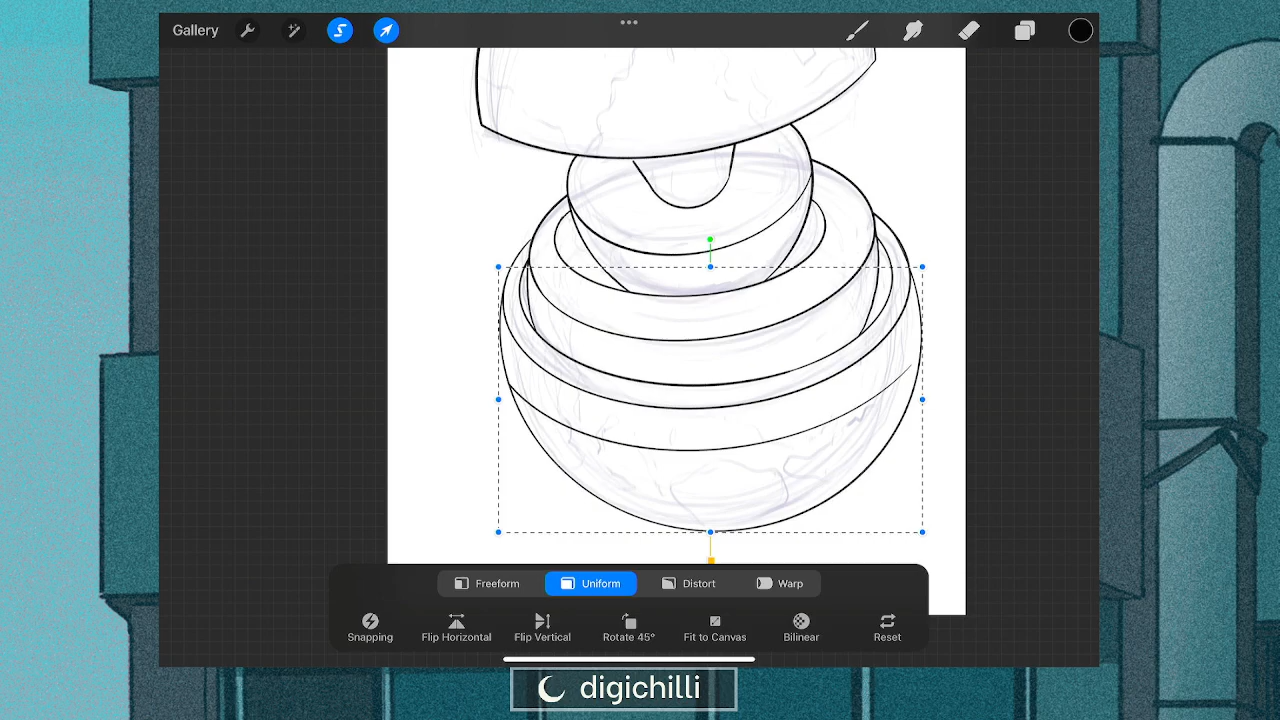 Gallery
Freeform Uniform Distort Warp
Snapping Flip Horizontal Flip Vertical Rotate 45° Fit to Canvas Bilinear Reset
digichilli